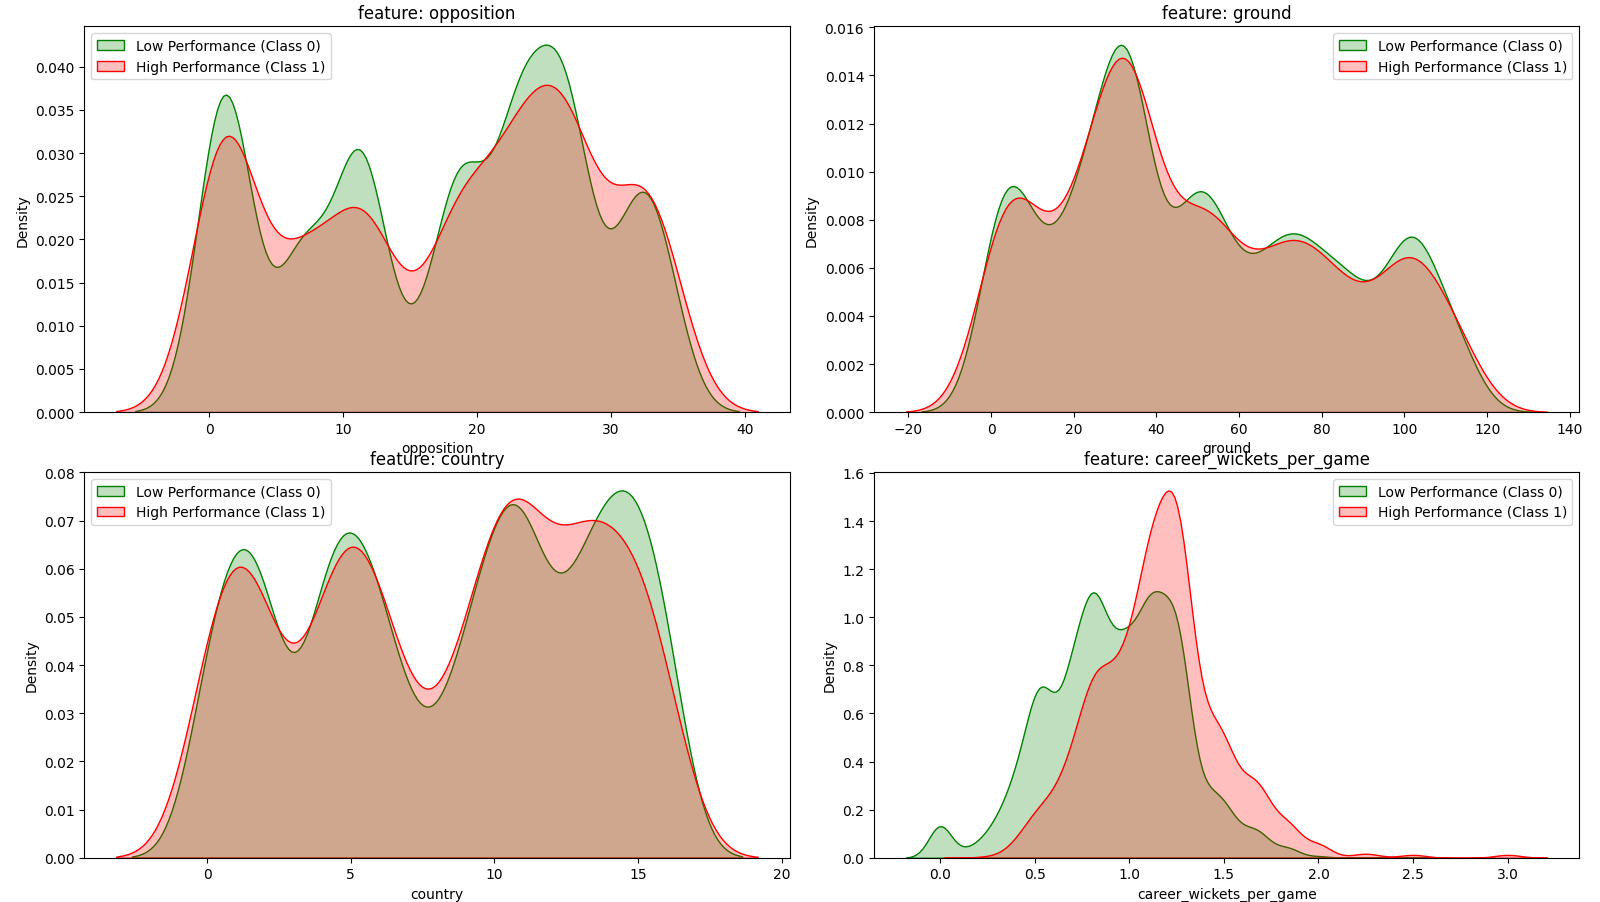 feature: opposition
Low Performance (Class 0)
High Performance (Class 1)
Density
0.040
0.035
0.030
0.025
0.020
0.015
0.010
0.005
0.000
0 10 20 30 40
opposition
feature: ground
Low Performance (Class 0)
High Performance (Class 1)
Density
0.016
0.014
0.012
0.010
0.008
0.006
0.004
0.002
0.000
−20 0 20 40 60 80 100 120 140
ground
feature: country
Low Performance (Class 0)
High Performance (Class 1)
Density
0.08
0.07
0.06
0.05
0.04
0.03
0.02
0.01
0.00
0 5 10 15 20
country
feature: career_wickets_per_game
Low Performance (Class 0)
High Performance (Class 1)
Density
1.6
1.4
1.2
1.0
0.8
0.6
0.4
0.2
0.0
0.0 0.5 1.0 1.5 2.0 2.5 3.0
career_wickets_per_game